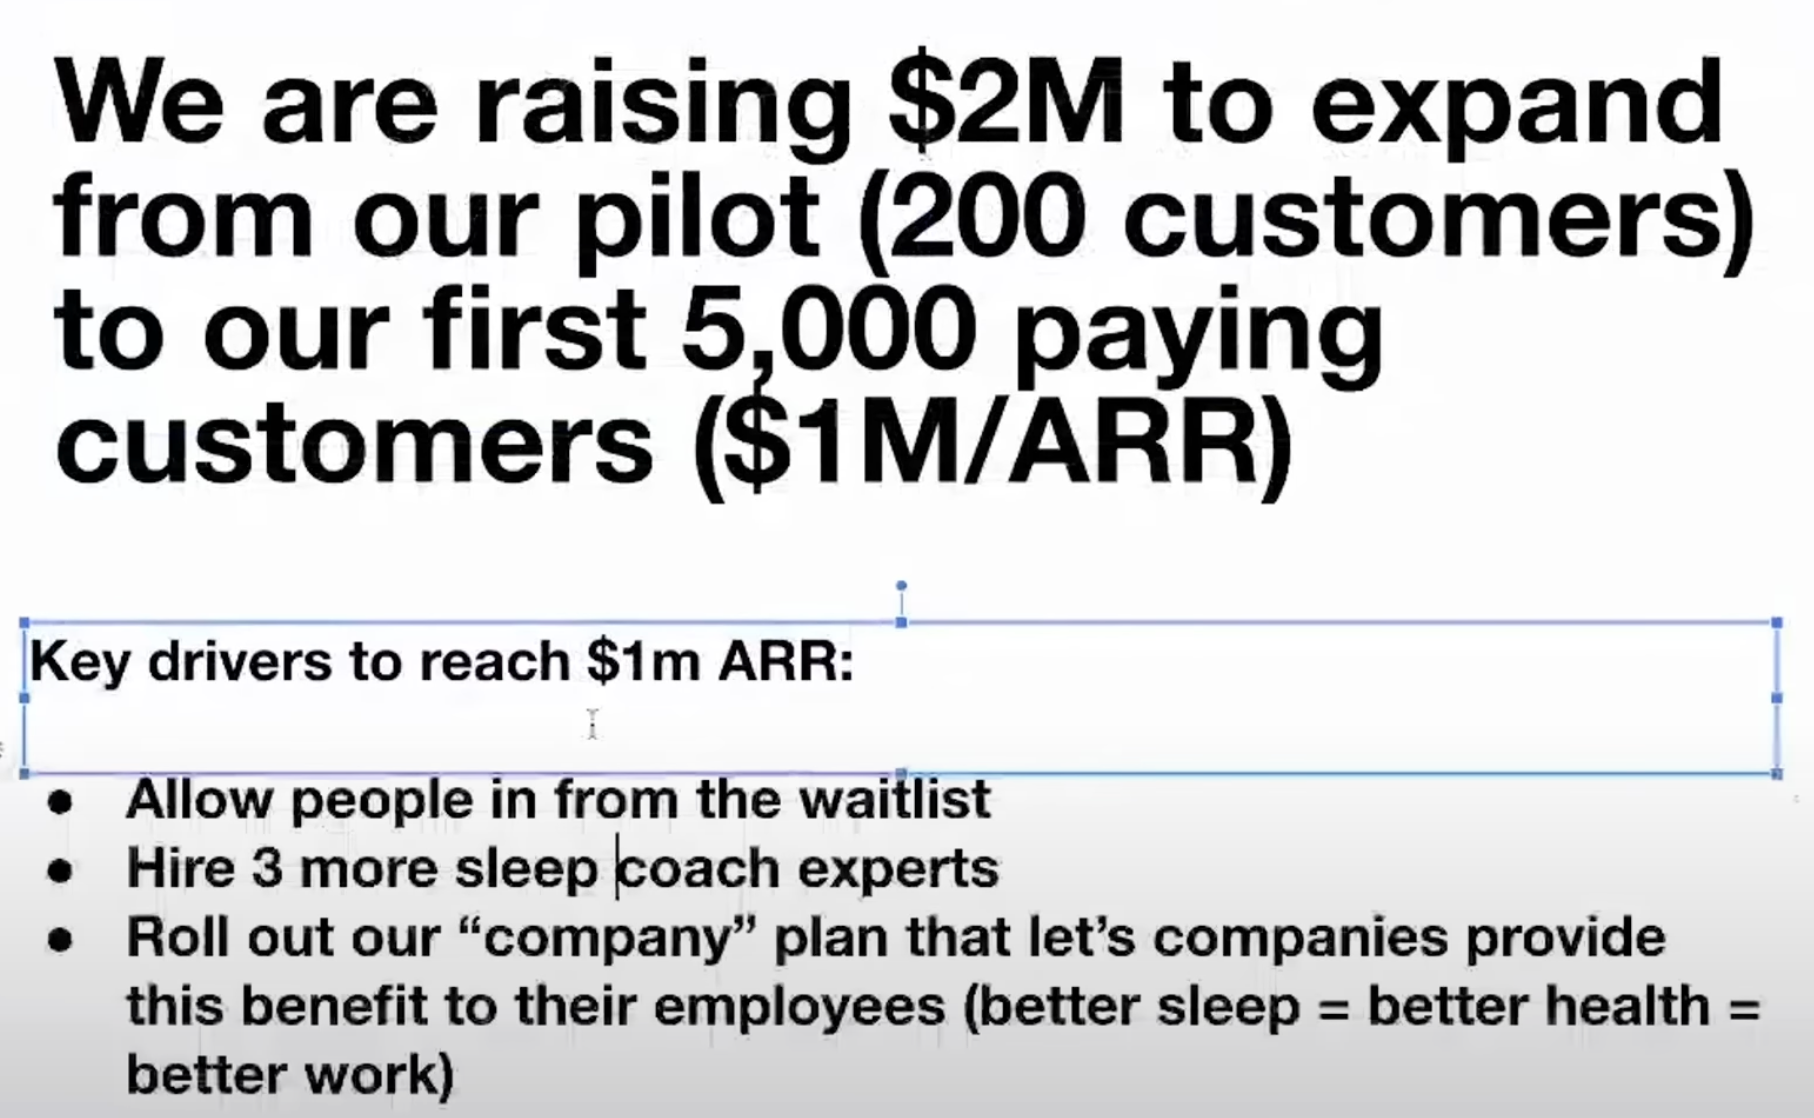 We are raising $2M to expand
from our pilot (200 customers)
to our first 5,000 paying
customers ($1M/ARR)
Key drivers to reach $1m ARR:
● Allow people in from the waitlist
● Hire 3 more sleep coach experts
● Roll out our “company” plan that let’s companies provide
this benefit to their employees (better sleep = better health =
better work)